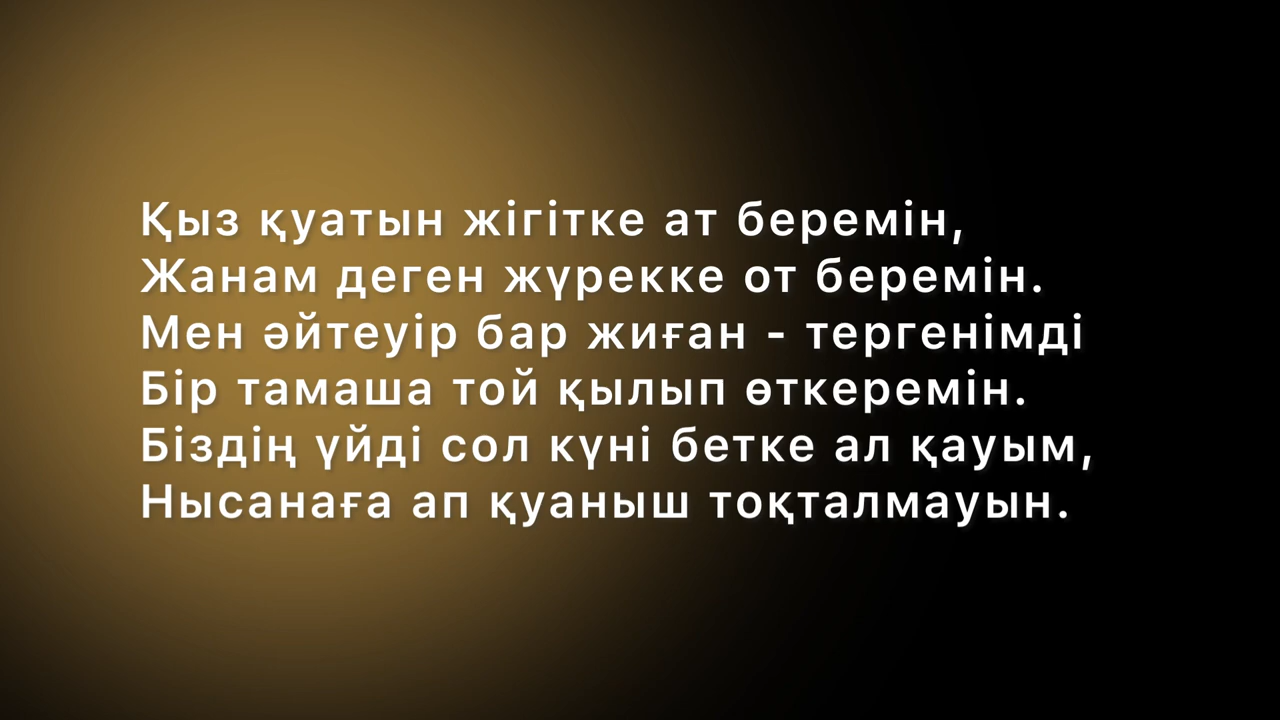 Қыз қуатын жігітке ат беремін,
Жанам деген жүрекке от беремін.
Мен әйтеуір бар жиған - тергенімді
Бір тамаша той қылып өткеремін.
Біздің үйді сол күні бетке ал қауым,
Нысанаға ап қуаныш тоқталмауын.